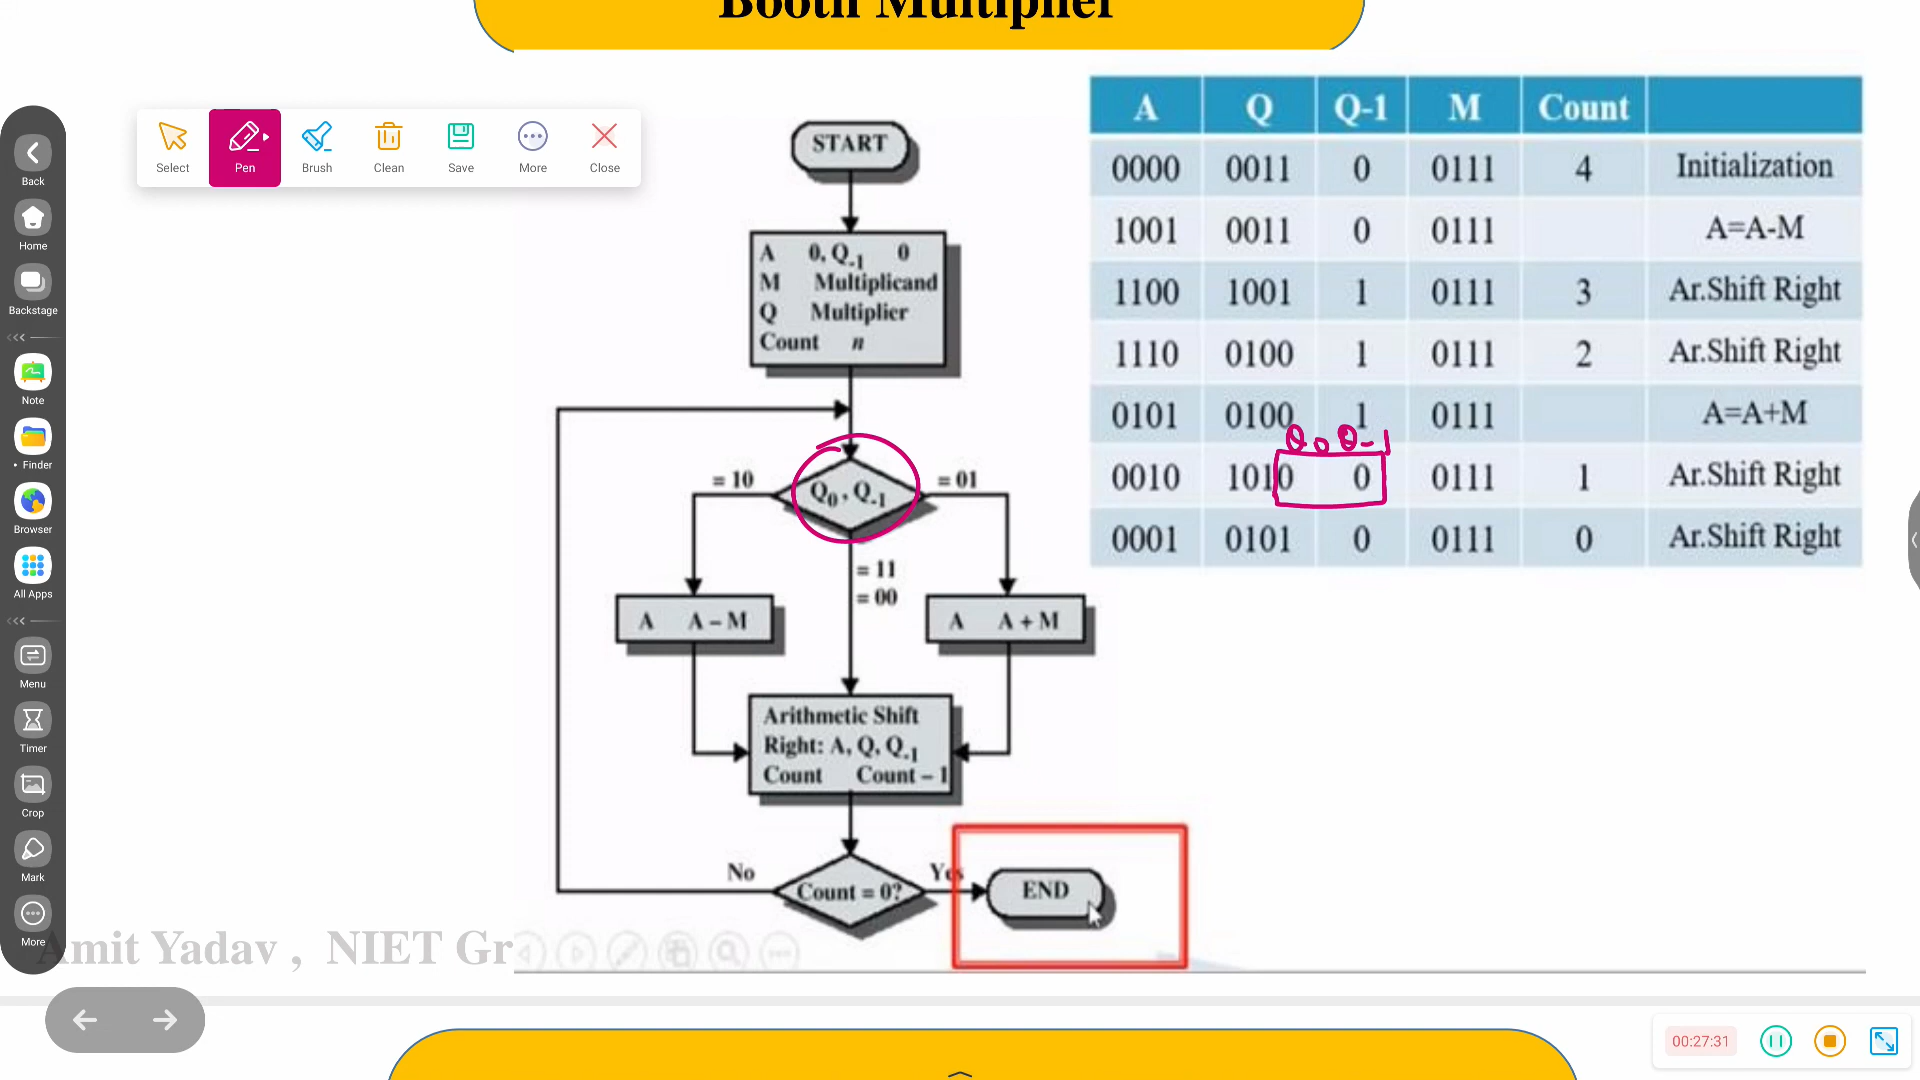 Booth Multiplier
Select
Pen
Brush
Clean
Save
More
Close
Back
Home
Backstage
Note
Finder
Browser
All Apps
Menu
Timer
Crop
Mark
More
START
A 0, Q-1 0
M Multiplicand
Q Multiplier
Count n
Q0, Q-1
= 10
= 01
= 11
= 00
A A – M
A A + M
Arithmetic Shift
Right: A, Q, Q-1
Count Count – 1
No
Count = 0?
Yes
END
A Q Q-1 M Count
0000 0011 0 0111 4 Initialization
1001 0011 0 0111 A=A-M
1100 1001 1 0111 3 Ar.Shift Right
1110 0100 1 0111 2 Ar.Shift Right
0101 0100 1 0111 A=A+M
Q0 Q-1
0010 1010 0 0111 1 Ar.Shift Right
0001 0101 0 0111 0 Ar.Shift Right
Amit Yadav , NIET Gr
00:27:31